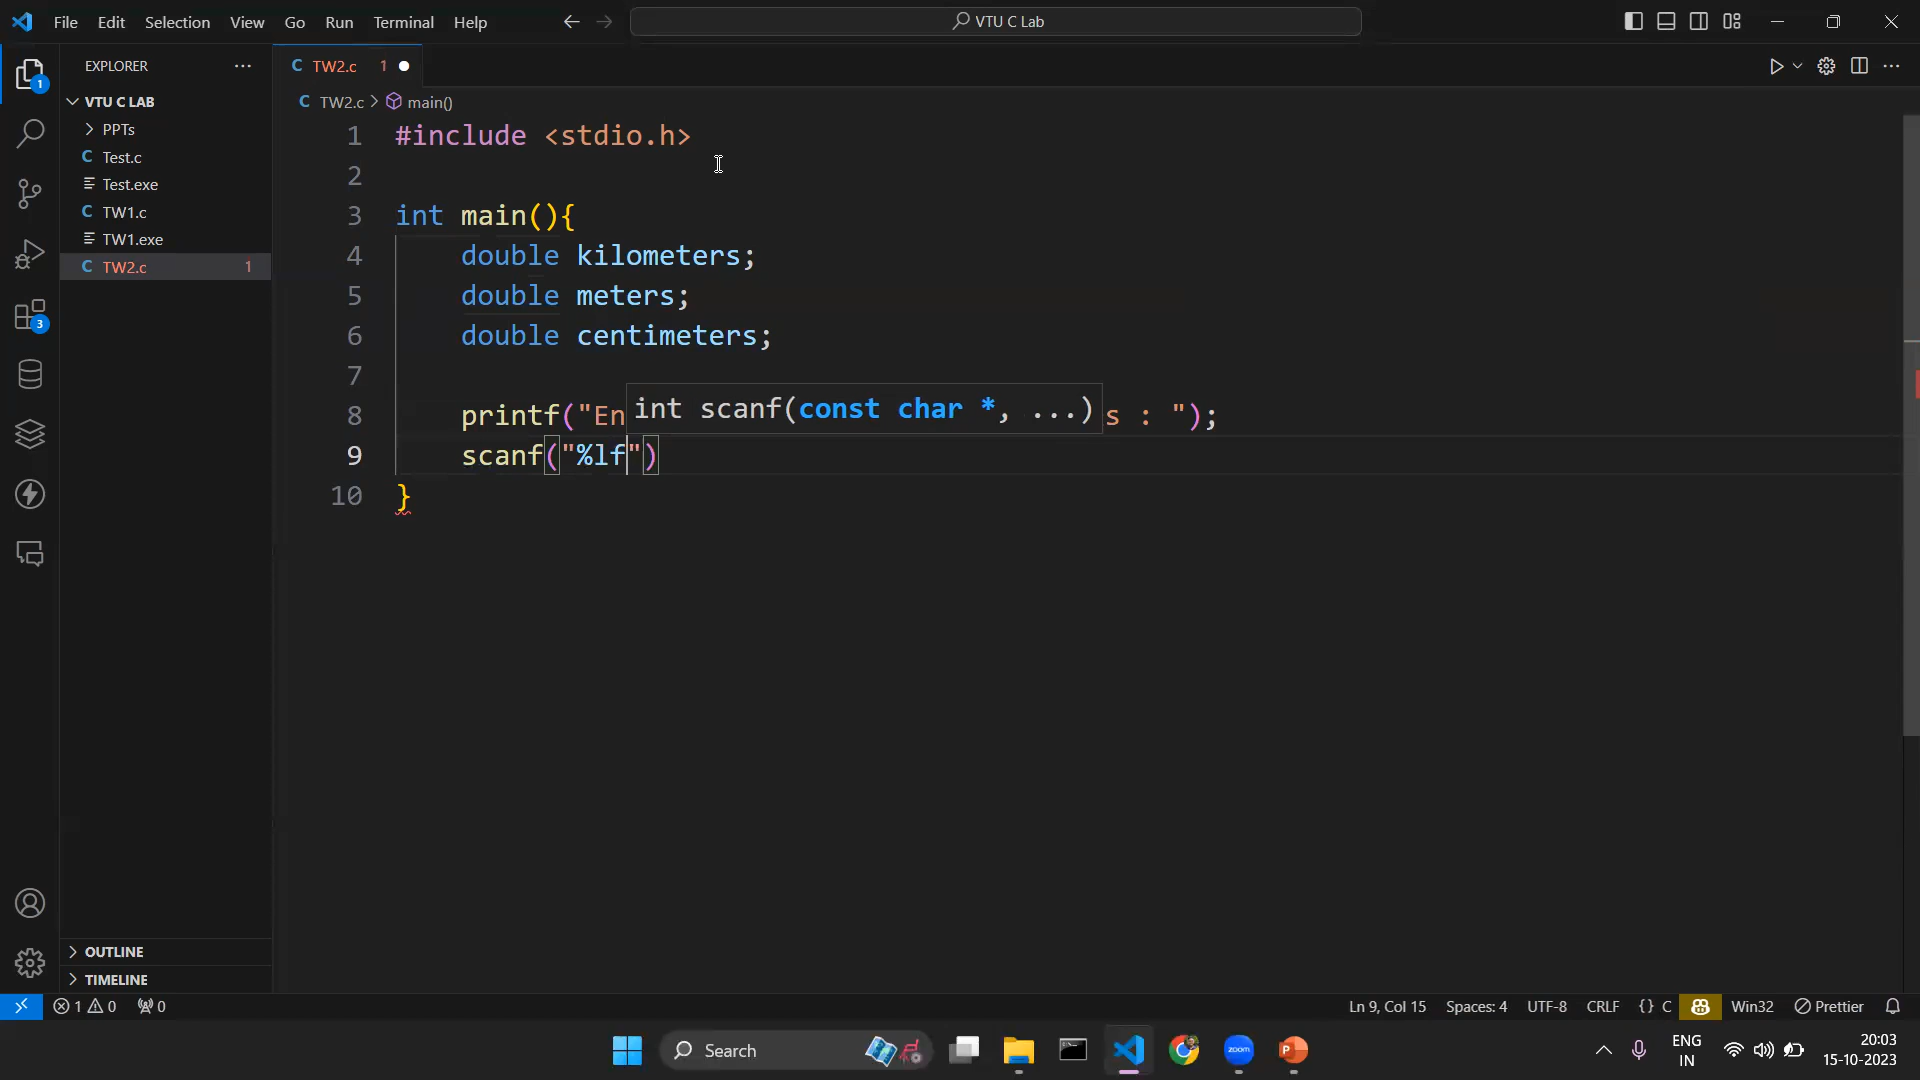 File Edit Selection View Go Run Terminal Help
VTU C Lab
EXPLORER
VTU C LAB
PPTs
C Test.c
Test.exe
C TW1.c
TW1.exe
C TW2.c 1
1
3
OUTLINE
TIMELINE
C TW2.c 1
C TW2.c > main()
1 #include <stdio.h>
2
3 int main(){
4 double kilometers;
5 double meters;
6 double centimeters;
7
8 printf("En int scanf(const char *, ...) s : ");
9 scanf("%lf")
10 }
1 0 0
Ln 9, Col 15 Spaces: 4 UTF-8 CRLF {} C Win32 Prettier
Search
zoom
P
ENG
IN
20:03
15-10-2023